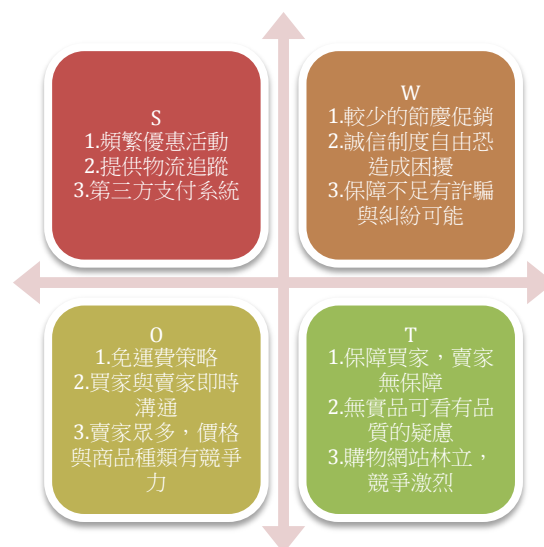 S
1.頻繁優惠活動
2.提供物流追蹤
3.第三方支付系統
W
1.較少的節慶促銷
2.誠信制度自由恐
造成困擾
3.保障不足有詐騙
與糾紛可能
O
1.免運費策略
2.買家與賣家即時
溝通
3.賣家眾多，價格
與商品種類有競爭
力
T
1.保障買家，賣家
無保障
2.無實品可看有品
質的疑慮
3.購物網站林立，
競爭激烈